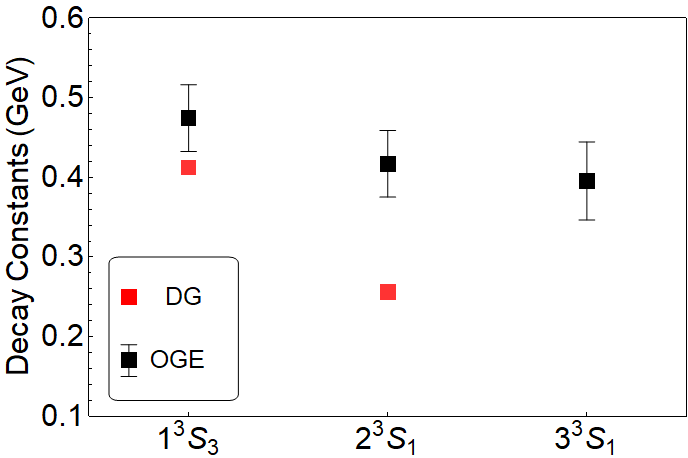 Decay Constants (GeV)
0.6
0.5
0.4
0.3
0.2
0.1
DG
OGE
1³S₃
2³S₁
3³S₁